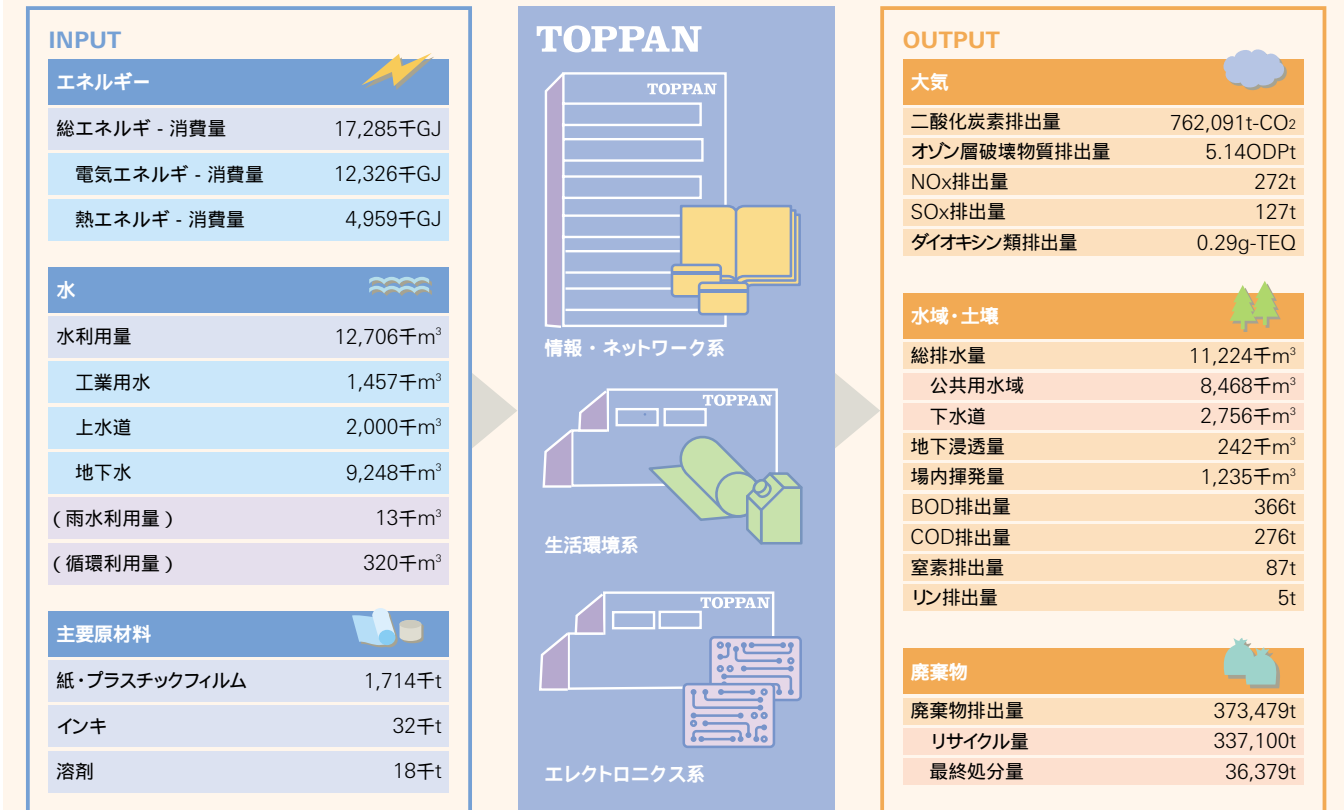 INPUT
エネルギー
総エネルギ - 消費量 17,285千GJ
電気エネルギ - 消費量 12,326千GJ
熱エネルギ - 消費量 4,959千GJ
水
水利用量 12,706千m³
工業用水 1,457千m³
上水道 2,000千m³
地下水 9,248千m³
( 雨水利用量 ) 13千m³
( 循環利用量 ) 320千m³
主要原材料
紙・プラスチックフィルム 1,714千t
インキ 32千t
溶剤 18千t
TOPPAN
TOPPAN
情報・ネットワーク系
TOPPAN
生活環境系
TOPPAN
エレクトロニクス系
OUTPUT
大気
二酸化炭素排出量 762,091t-CO₂
オゾン層破壊物質排出量 5.14ODPt
NOx排出量 272t
SOx排出量 127t
ダイオキシン類排出量 0.29g-TEQ
水域・土壌
総排水量 11,224千m³
公共用水域 8,468千m³
下水道 2,756千m³
地下浸透量 242千m³
場内揮発量 1,235千m³
BOD排出量 366t
COD排出量 276t
窒素排出量 87t
リン排出量 5t
廃棄物
廃棄物排出量 373,479t
リサイクル量 337,100t
最終処分量 36,379t